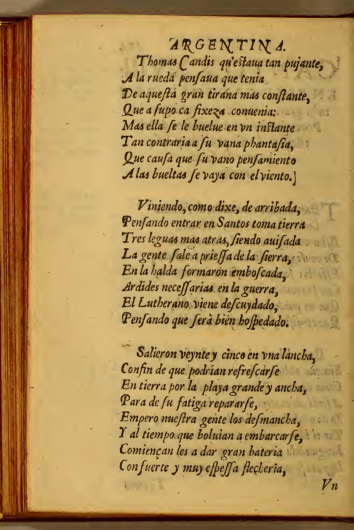 ARGENTINA.
Thomas Candis qu'estaua tan pujante,
A la rueda pensaua que tenia
De aquesta gran tirana mas constante,
Que a su poca fixeza conuenia:
Mas ella se le buelue en vn instante
Tan contraria a su vana phantasia,
Que causa que su vano pensamiento
A las bueltas se vaya con el viento.]
Viniendo, como dixe, de arribada,
Pensando entrar en Santos toma tierra
Tres leguas mas atras, siendo auisada
La gente sale a priessa de la sierra,
En la halda formaron emboscada,
Ardides necessarias en la guerra,
El Lutherano viene descuydado,
Pensando que serà bien hospedado.
Salieron veynte y cinco en vna lancha,
Con fin de que podrian refrescarse
En tierra por la playa grande y ancha,
Para de su fatiga repararse,
Empero nuestra gente los desmancha,
Y al tiempo que boluian a embarcarse,
Comiençan les a dar gran bateria
Con fuerte y muy espessa flecheria,
Vn